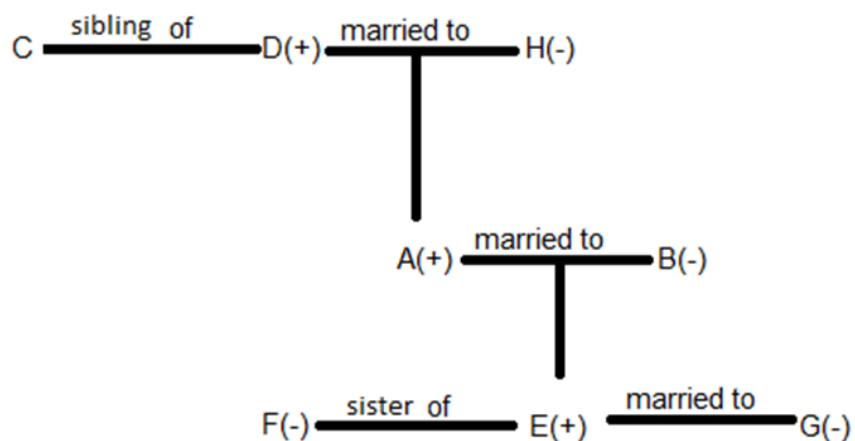 C sibling of D(+) married to H(-)
A(+) married to B(-)
F(-) sister of E(+) married to G(-)